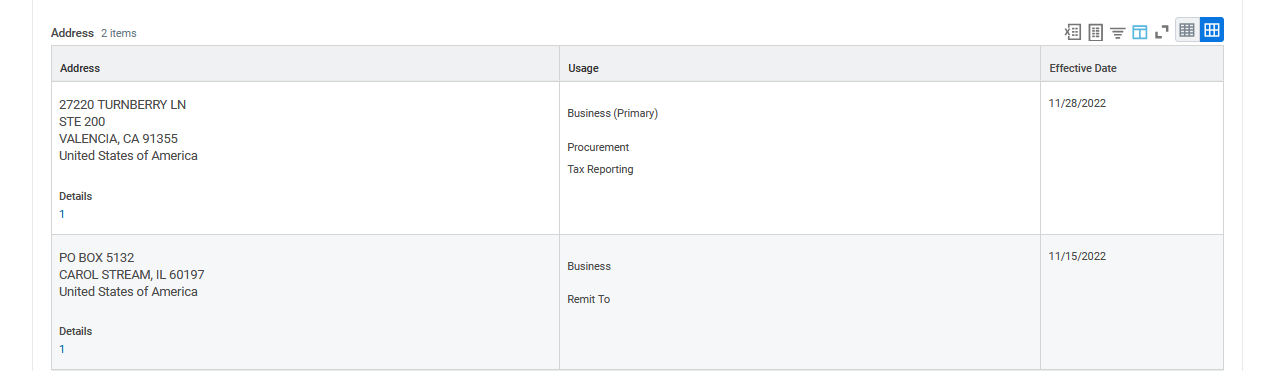 Address 2 items
Address Usage Effective Date
27220 TURNBERRY LN
STE 200
VALENCIA, CA 91355
United States of America
Details
1
Business (Primary)
Procurement
Tax Reporting
11/28/2022
PO BOX 5132
CAROL STREAM, IL 60197
United States of America
Details
1
Business
Remit To
11/15/2022